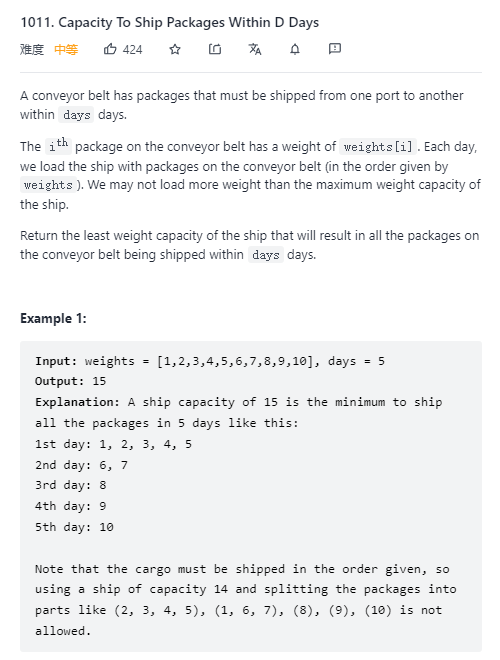 1011. Capacity To Ship Packages Within D Days
难度 中等 424
A conveyor belt has packages that must be shipped from one port to another
within days days.
The ith package on the conveyor belt has a weight of weights[i]. Each day,
we load the ship with packages on the conveyor belt (in the order given by
weights). We may not load more weight than the maximum weight capacity of
the ship.
Return the least weight capacity of the ship that will result in all the packages on
the conveyor belt being shipped within days days.
Example 1:
Input: weights = [1,2,3,4,5,6,7,8,9,10], days = 5
Output: 15
Explanation: A ship capacity of 15 is the minimum to ship
all the packages in 5 days like this:
1st day: 1, 2, 3, 4, 5
2nd day: 6, 7
3rd day: 8
4th day: 9
5th day: 10
Note that the cargo must be shipped in the order given, so
using a ship of capacity 14 and splitting the packages into
parts like (2, 3, 4, 5), (1, 6, 7), (8), (9), (10) is not
allowed.